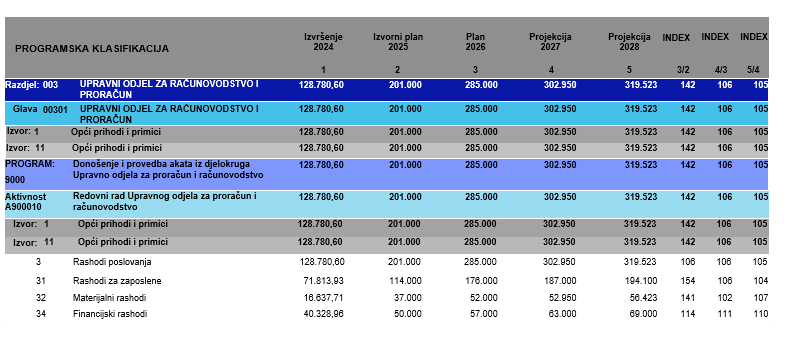 PROGRAMSKA KLASIFIKACIJA Izvršenje 2024 Izvorni plan 2025 Plan 2026 Projekcija 2027 Projekcija 2028 INDEX INDEX INDEX
1 2 3 4 5 3/2 4/3 5/4
Razdjel: 003 UPRAVNI ODJEL ZA RAČUNOVODSTVO I 128.780,60 201.000 285.000 302.950 319.523 142 106 105
PRORAČUN
Glava 00301 UPRAVNI ODJEL ZA RAČUNOVODSTVO I 128.780,60 201.000 285.000 302.950 319.523 142 106 105
PRORAČUN
Izvor: 1 Opći prihodi i primici 128.780,60 201.000 285.000 302.950 319.523 142 106 105
Izvor: 11 Opći prihodi i primici 128.780,60 201.000 285.000 302.950 319.523 142 106 105
PROGRAM: Donošenje i provedba akata iz djelokruga 128.780,60 201.000 285.000 302.950 319.523 142 106 105
9000 Upravno odjela za proračun i računovodstvo
Aktivnost Redovni rad Upravnog odjela za proračun i 128.780,60 201.000 285.000 302.950 319.523 142 106 105
A900010 računovodstvo
Izvor: 1 Opći prihodi i primici 128.780,60 201.000 285.000 302.950 319.523 142 106 105
Izvor: 11 Opći prihodi i primici 128.780,60 201.000 285.000 302.950 319.523 142 106 105
3 Rashodi poslovanja 128.780,60 201.000 285.000 302.950 319.523 106 106 105
31 Rashodi za zaposlene 71.813,93 114.000 176.000 187.000 194.100 154 106 104
32 Materijalni rashodi 16.637,71 37.000 52.000 52.950 56.423 141 102 107
34 Financijski rashodi 40.328,96 50.000 57.000 63.000 69.000 114 111 110